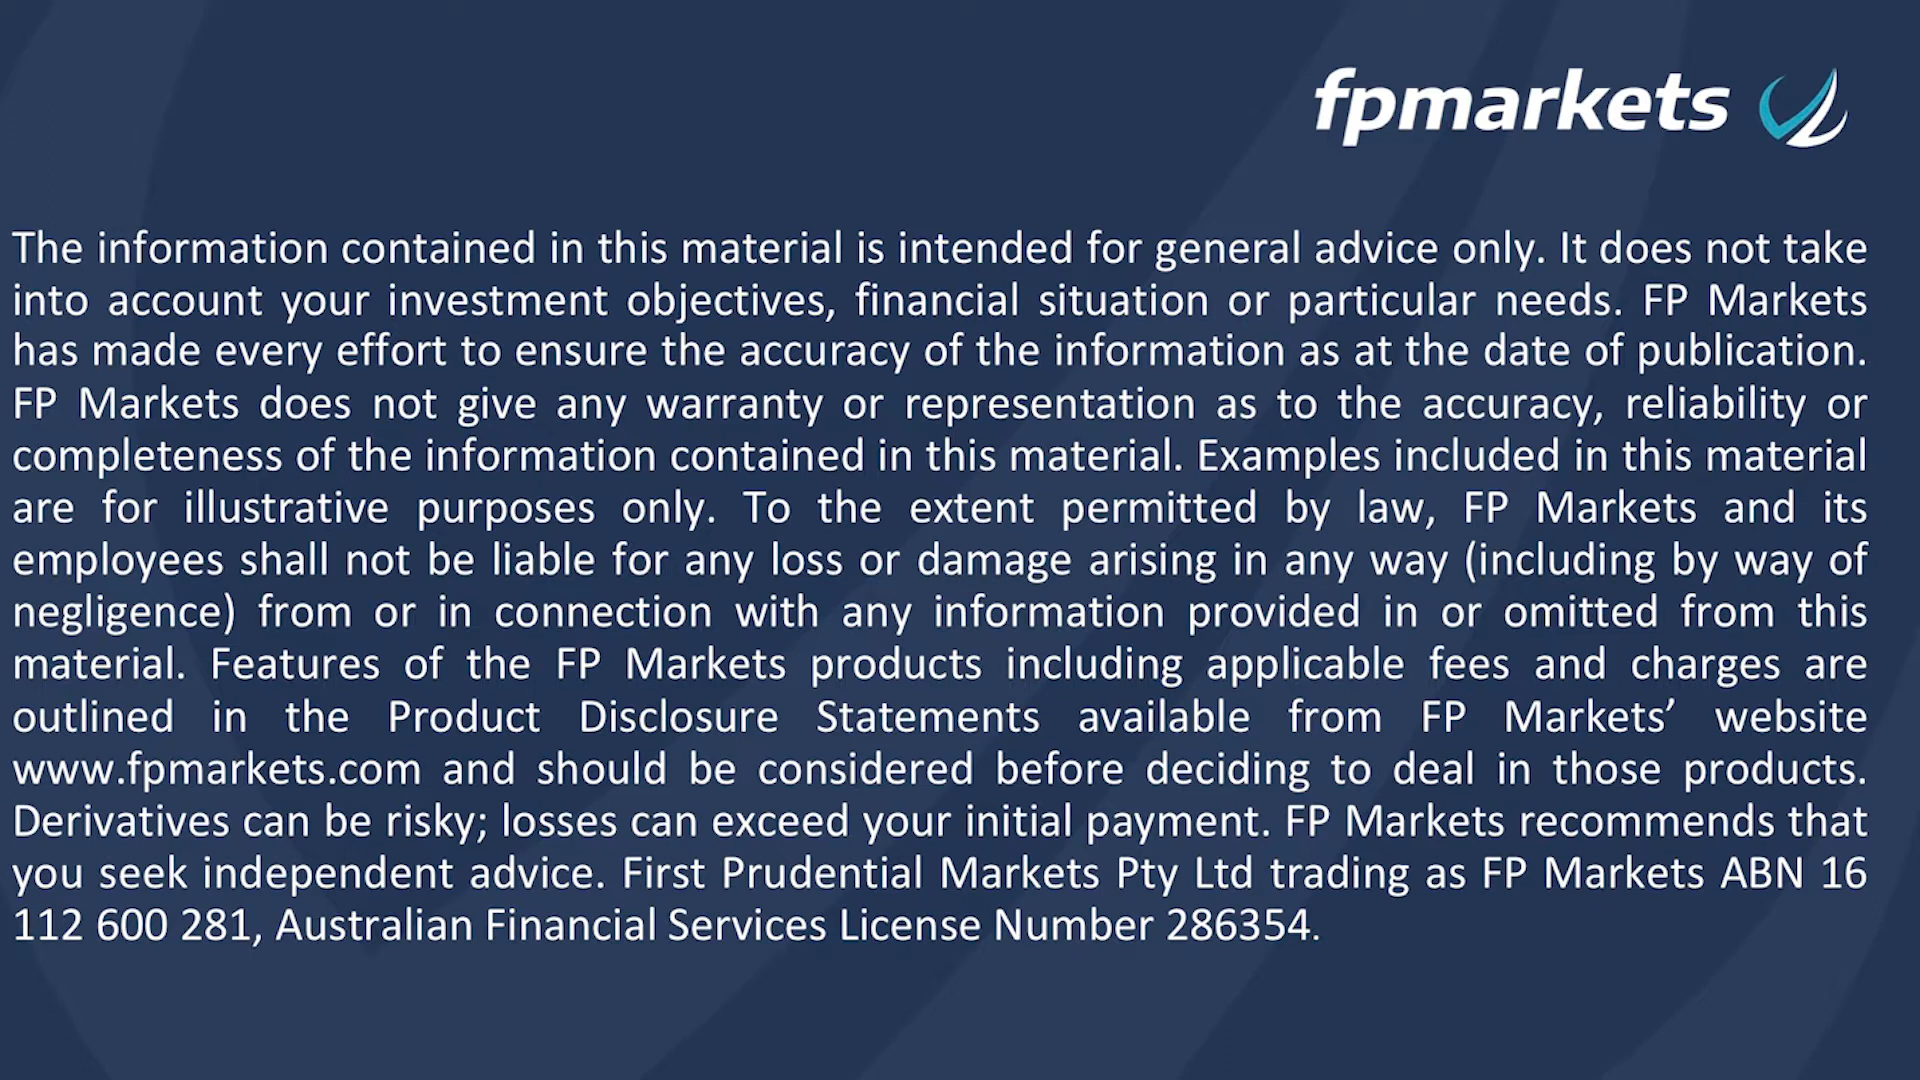 fpmarkets
The information contained in this material is intended for general advice only. It does not take
into account your investment objectives, financial situation or particular needs. FP Markets
has made every effort to ensure the accuracy of the information as at the date of publication.
FP Markets does not give any warranty or representation as to the accuracy, reliability or
completeness of the information contained in this material. Examples included in this material
are for illustrative purposes only. To the extent permitted by law, FP Markets and its
employees shall not be liable for any loss or damage arising in any way (including by way of
negligence) from or in connection with any information provided in or omitted from this
material. Features of the FP Markets products including applicable fees and charges are
outlined in the Product Disclosure Statements available from FP Markets’ website
www.fpmarkets.com and should be considered before deciding to deal in those products.
Derivatives can be risky; losses can exceed your initial payment. FP Markets recommends that
you seek independent advice. First Prudential Markets Pty Ltd trading as FP Markets ABN 16
112 600 281, Australian Financial Services License Number 286354.